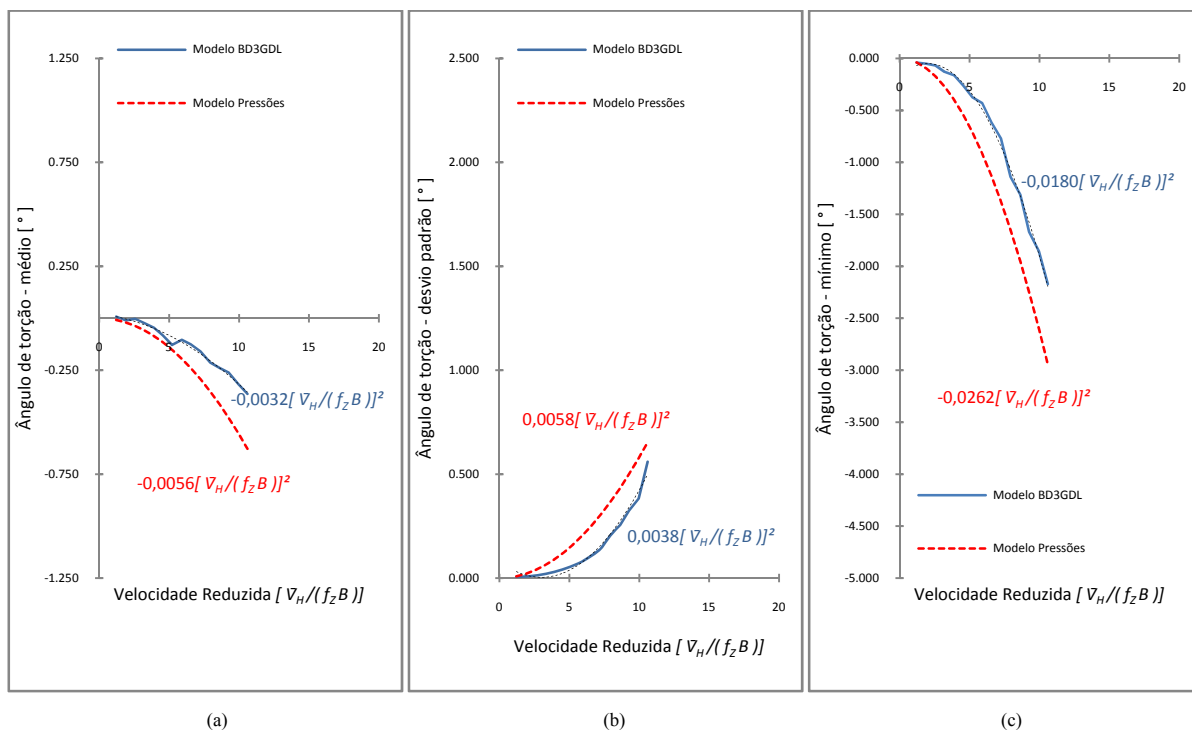 Ângulo de torção - médio [ ° ]
1.250
0.750
0.250
-0.250
-0.750
-1.250
0 5 10 15 20
Modelo BD3GDL
Modelo Pressões
-0,0032[ V̅H/( fZB )]²
-0,0056[ V̅H/( fZB )]²
Velocidade Reduzida [ V̅H/( fZB )]
(a)
Ângulo de torção - desvio padrão [ ° ]
2.500
2.000
1.500
1.000
0.500
0.000
0 5 10 15 20
Modelo BD3GDL
Modelo Pressões
0,0058[ V̅H/( fZB )]²
0,0038[ V̅H/( fZB )]²
Velocidade Reduzida [ V̅H/( fZB )]
(b)
Ângulo de torção - mínimo [ ° ]
0.000
-0.500
-1.000
-1.500
-2.000
-2.500
-3.000
-3.500
-4.000
-4.500
-5.000
0 5 10 15 20
-0,0180[ V̅H/( fZB )]²
-0,0262[ V̅H/( fZB )]²
Modelo BD3GDL
Modelo Pressões
Velocidade Reduzida [ V̅H/( fZB )]
(c)